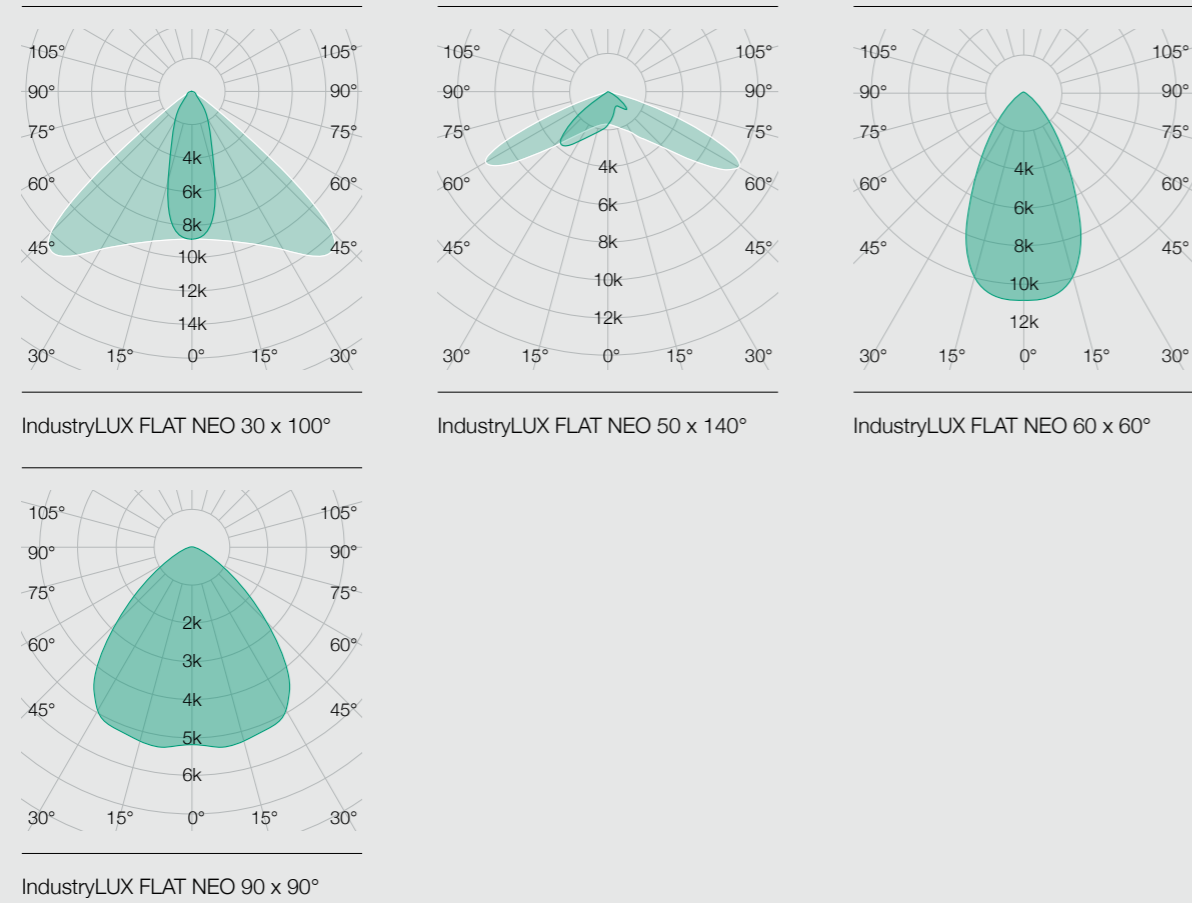 105° 105°
90° 90°
75° 75°
4k
60° 6k 60°
8k
45° 45°
10k
12k
14k
30° 15° 0° 15° 30°
IndustryLUX FLAT NEO 30 x 100°
105° 105°
90° 90°
75° 75°
4k
60° 60°
6k
45° 8k 45°
10k
12k
30° 15° 0° 15° 30°
IndustryLUX FLAT NEO 50 x 140°
105° 105°
90° 90°
75° 75°
4k
60° 60°
6k
45° 8k 45°
10k
12k
30° 15° 0° 15° 30°
IndustryLUX FLAT NEO 60 x 60°
105° 105°
90° 90°
75° 75°
2k
60° 60°
3k
4k
45° 45°
5k
6k
30° 15° 0° 15° 30°
IndustryLUX FLAT NEO 90 x 90°